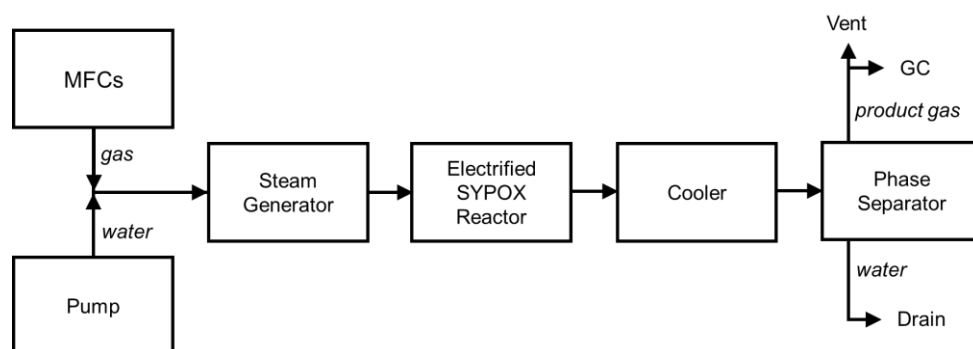 Vent
GC
MFCs
product gas
gas
Steam
Generator
Electrified
SYPOX
Reactor
Cooler
Phase
Separator
water
water
Pump
Drain